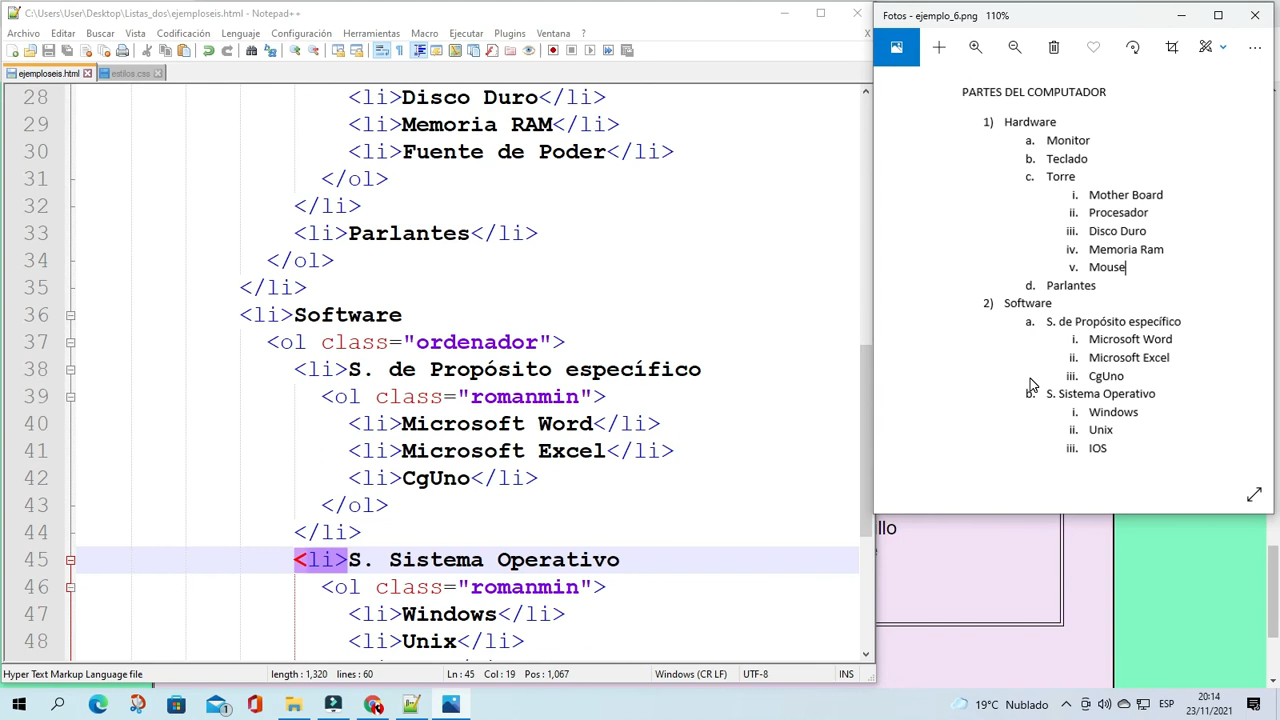 C:\Users\User\Desktop\Listas_dos\ejemploseis.html - Notepad++
Archivo Editar Buscar Vista Codificación Lenguaje Configuración Herramientas Macro Ejecutar Plugins Ventana ? X
ejemploseis.html estilos.css
28 <li>Disco Duro</li>
29 <li>Memoria RAM</li>
30 <li>Fuente de Poder</li>
31 </ol>
32 </li>
33 <li>Parlantes</li>
34 </ol>
35 </li>
36 <li>Software
37 <ol class="ordenador">
38 <li>S. de Propósito específico
39 <ol class="romanmin">
40 <li>Microsoft Word</li>
41 <li>Microsoft Excel</li>
42 <li>CgUno</li>
43 </ol>
44 </li>
45 <li>S. Sistema Operativo
46 <ol class="romanmin">
47 <li>Windows</li>
48 <li>Unix</li>
Hyper Text Markup Language file length : 1,320 lines : 60 Ln : 45 Col : 19 Pos : 1,067 Windows (CR LF) UTF-8 INS
Fotos - ejemplo_6.png 110%
PARTES DEL COMPUTADOR
1) Hardware
a. Monitor
b. Teclado
c. Torre
i. Mother Board
ii. Procesador
iii. Disco Duro
iv. Memoria Ram
v. Mouse
d. Parlantes
2) Software
a. S. de Propósito específico
i. Microsoft Word
ii. Microsoft Excel
iii. CgUno
b. S. Sistema Operativo
i. Windows
ii. Unix
iii. IOS
llo
19°C Nublado
20:14
23/11/2021